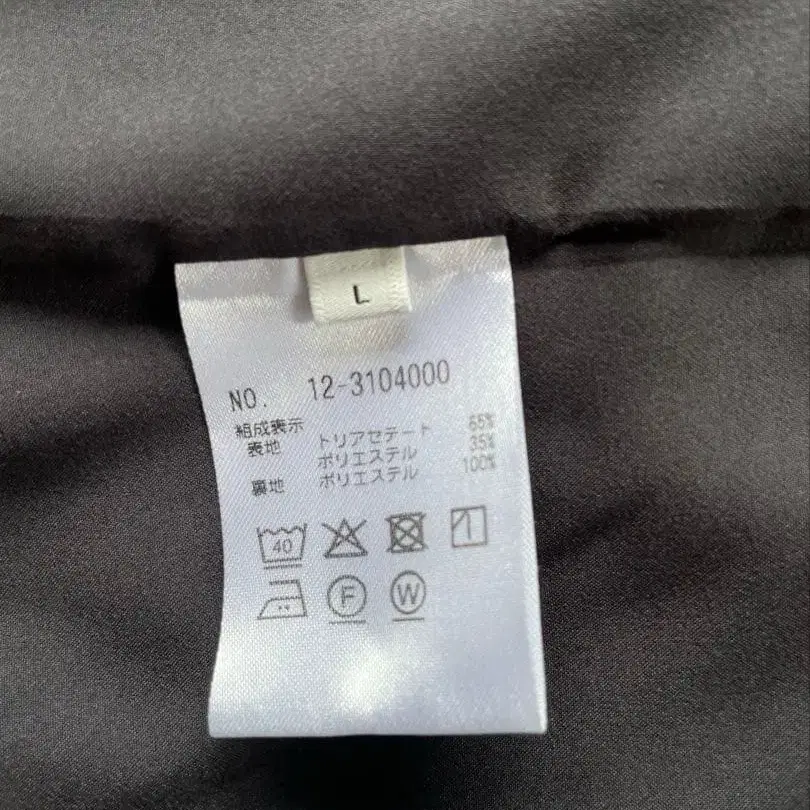 L
NO. 12-3104000
組成表示
表地 トリアセテート 65%
ポリエステル 35%
裏地 ポリエステル 100%
40
F W